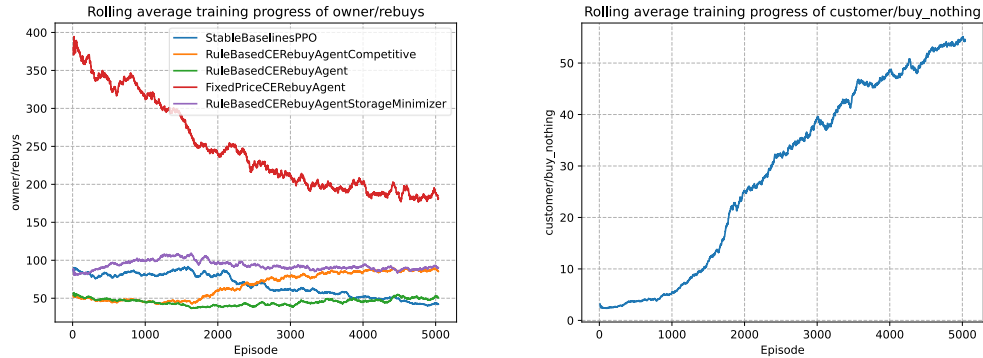 Rolling average training progress of owner/rebuys
400
350
300
250
200
150
100
50
0
1000
2000
3000
4000
5000
Episode
owner/rebuys
StableBaselinesPPO
RuleBasedCERebuyAgentCompetitive
RuleBasedCERebuyAgent
FixedPriceCERebuyAgent
RuleBasedCERebuyAgentStorageMinimizer
Rolling average training progress of customer/buy_nothing
50
40
30
20
10
0
0
1000
2000
3000
4000
5000
Episode
customer/buy_nothing